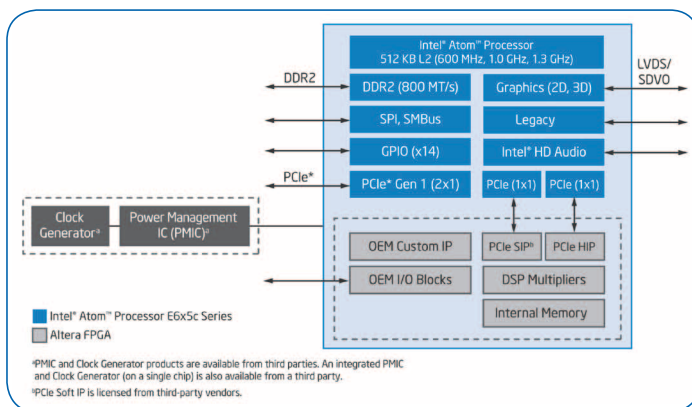 Intel® Atom™ Processor
512 KB L2 (600 MHz, 1.0 GHz, 1.3 GHz)
DDR2
DDR2 (800 MT/s)
Graphics (2D, 3D)
LVDS/
SDVO
SPI, SMBus
Legacy
GPIO (x14)
Intel® HD Audio
PCIe*
PCIe* Gen 1 (2x1)
PCIe (1x1)
PCIe (1x1)
Clock
Generatorᵃ
Power Management
IC (PMIC)ᵃ
OEM Custom IP
PCIe SIPᵇ
PCIe HIP
OEM I/O Blocks
DSP Multipliers
Internal Memory
Intel® Atom™ Processor E6x5c Series
Altera FPGA
ᵃPMIC and Clock Generator products are available from third parties. An integrated PMIC
and Clock Generator (on a single chip) is also available from a third party.
ᵇPCIe Soft IP is licensed from third-party vendors.